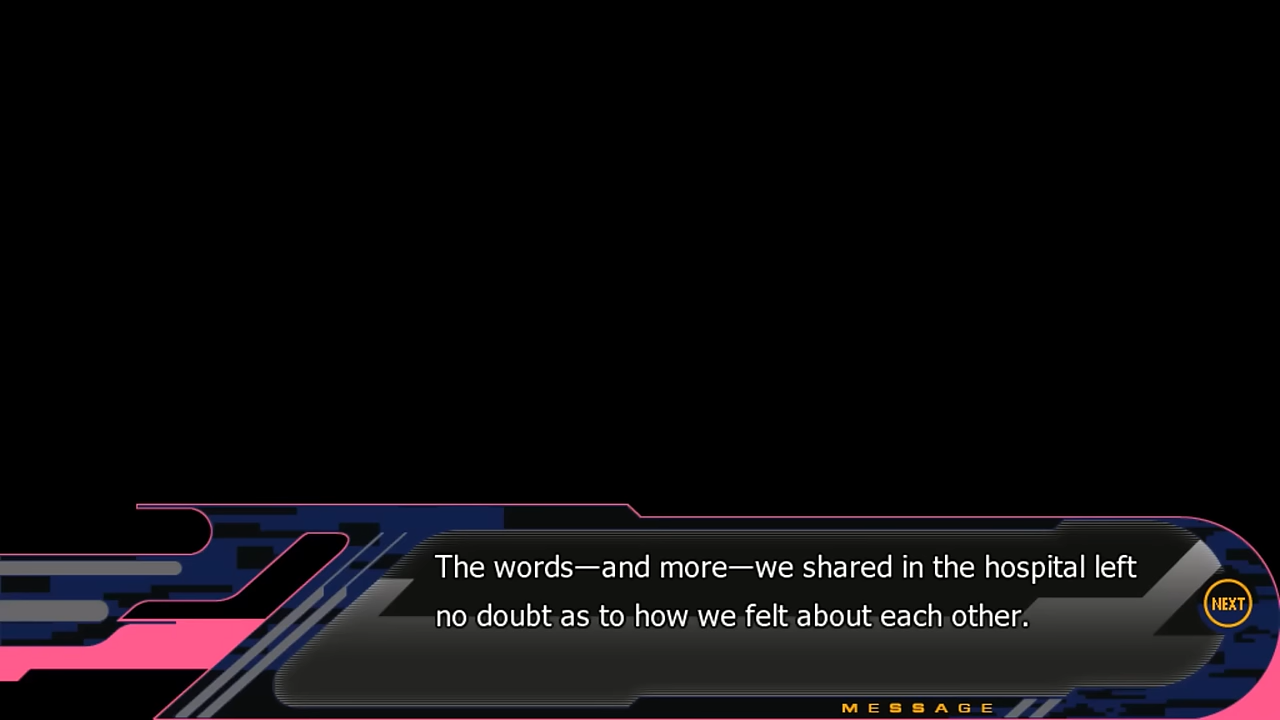 The words—and more—we shared in the hospital left
no doubt as to how we felt about each other.
NEXT
MESSAGE